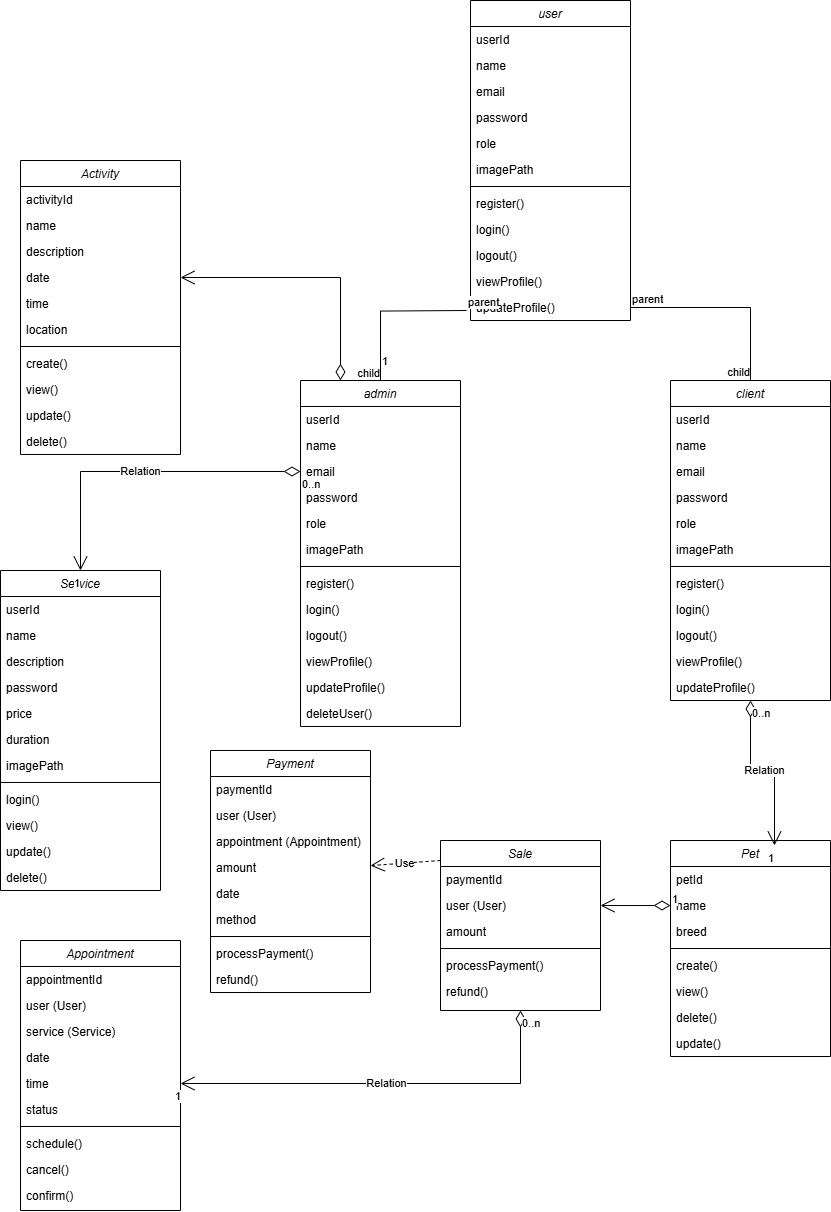 user
userId
name
email
password
role
imagePath
register()
login()
logout()
viewProfile()
updateProfile()
parent
parent
1
child
child
Activity
activityId
name
description
date
time
location
create()
view()
update()
delete()
admin
userId
name
email
0..n
password
role
imagePath
register()
login()
logout()
viewProfile()
updateProfile()
deleteUser()
client
userId
name
email
password
role
imagePath
register()
login()
logout()
viewProfile()
updateProfile()
0..n
Relation
Relation
1
Service
userId
name
description
password
price
duration
imagePath
login()
view()
update()
delete()
Payment
paymentId
user (User)
appointment (Appointment)
amount
date
method
processPayment()
refund()
Use
Sale
paymentId
user (User)
amount
processPayment()
refund()
0..n
Pet
1
petId
1
name
breed
create()
view()
delete()
update()
Appointment
appointmentId
user (User)
service (Service)
date
time
1
status
schedule()
cancel()
confirm()
Relation